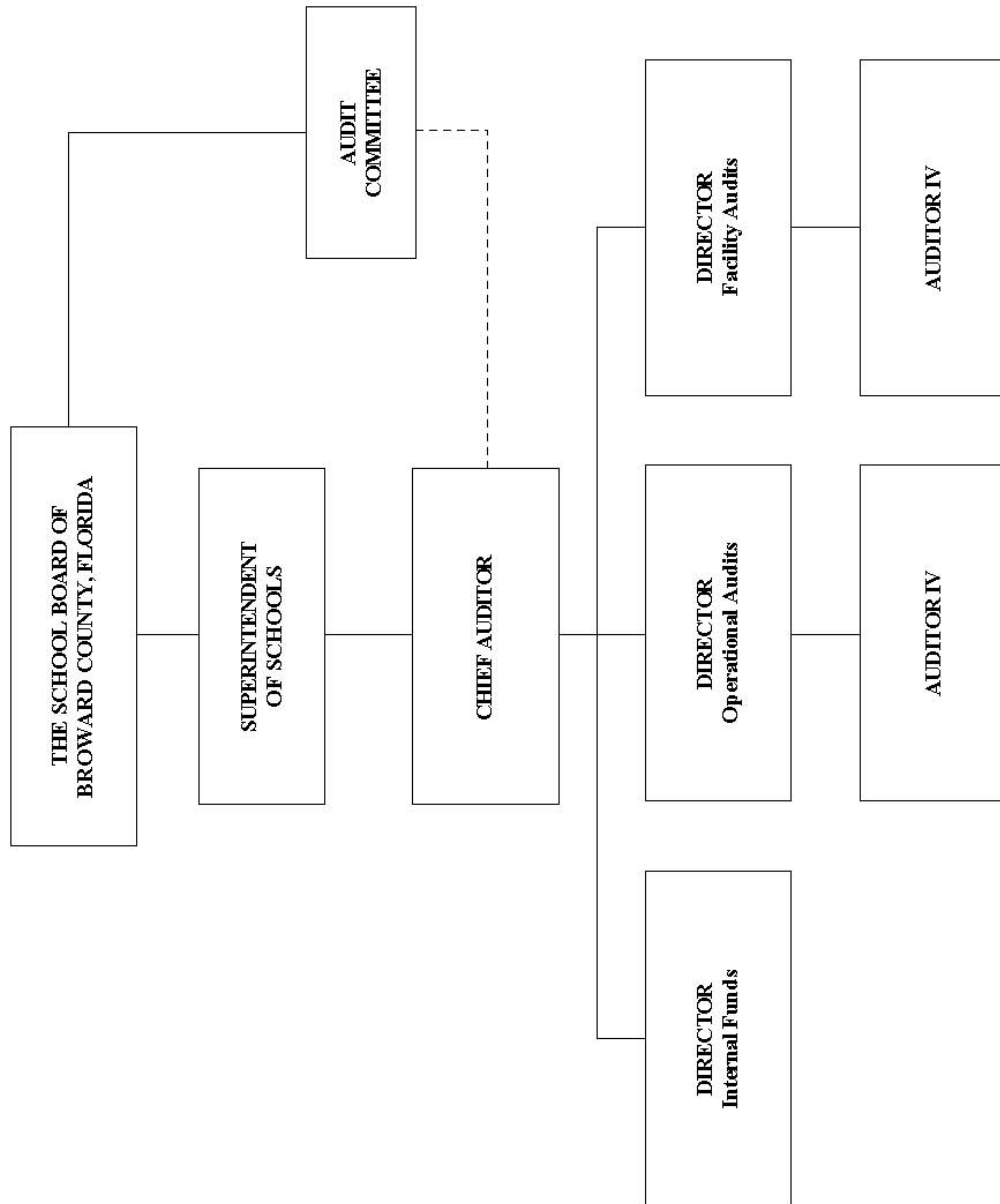 THE SCHOOL BOARD OF
BROWARD COUNTY, FLORIDA
AUDIT
COMMITTEE
SUPERINTENDENT
OF SCHOOLS
CHIEF AUDITOR
DIRECTOR
Internal Funds
DIRECTOR
Operational Audits
DIRECTOR
Facility Audits
AUDITOR IV
AUDITOR IV